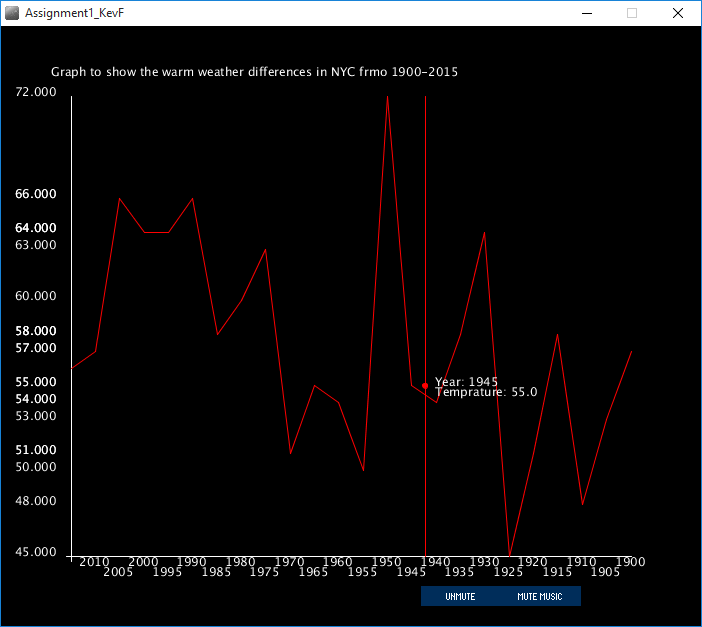 Assignment1_KevF
Graph to show the warm weather differences in NYC frmo 1900-2015
72.000
66.000
64.000
63.000
60.000
58.000
57.000
55.000
54.000
53.000
51.000
50.000
48.000
45.000
Year: 1945
Temprature: 55.0
2010 2000 1990 1980 1970 1960 1950 1940 1930 1920 1910 1900
2005 1995 1985 1975 1965 1955 1945 1935 1925 1915 1905
UNMUTE MUTE MUSIC